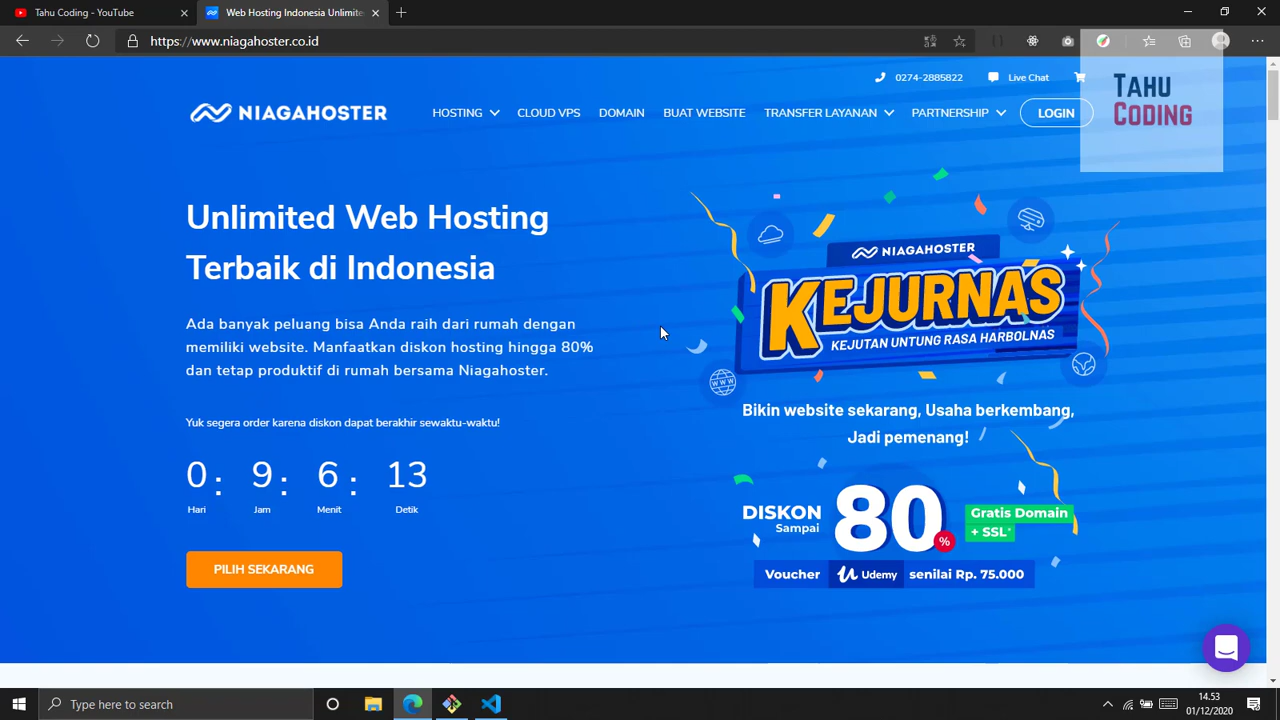 Tahu Coding - YouTube
Web Hosting Indonesia Unlimite
https://www.niagahoster.co.id
TAHU
CODING
0274-2885822
Live Chat
NIAGAHOSTER
HOSTING
CLOUD VPS
DOMAIN
BUAT WEBSITE
TRANSFER LAYANAN
PARTNERSHIP
LOGIN
Unlimited Web Hosting
Terbaik di Indonesia
Ada banyak peluang bisa Anda raih dari rumah dengan
memiliki website. Manfaatkan diskon hosting hingga 80%
dan tetap produktif di rumah bersama Niagahoster.
Yuk segera order karena diskon dapat berakhir sewaktu-waktu!
0 : 9 : 6 : 13
Hari Jam Menit Detik
PILIH SEKARANG
NIAGAHOSTER
KEJURNAS
KEJUTAN UNTUNG RASA HARBOLNAS
WWW
Bikin website sekarang, Usaha berkembang,
Jadi pemenang!
DISKON
Sampai
80
%
Gratis Domain
+ SSL*
Voucher Udemy senilai Rp. 75.000
Type here to search
14.53
01/12/2020